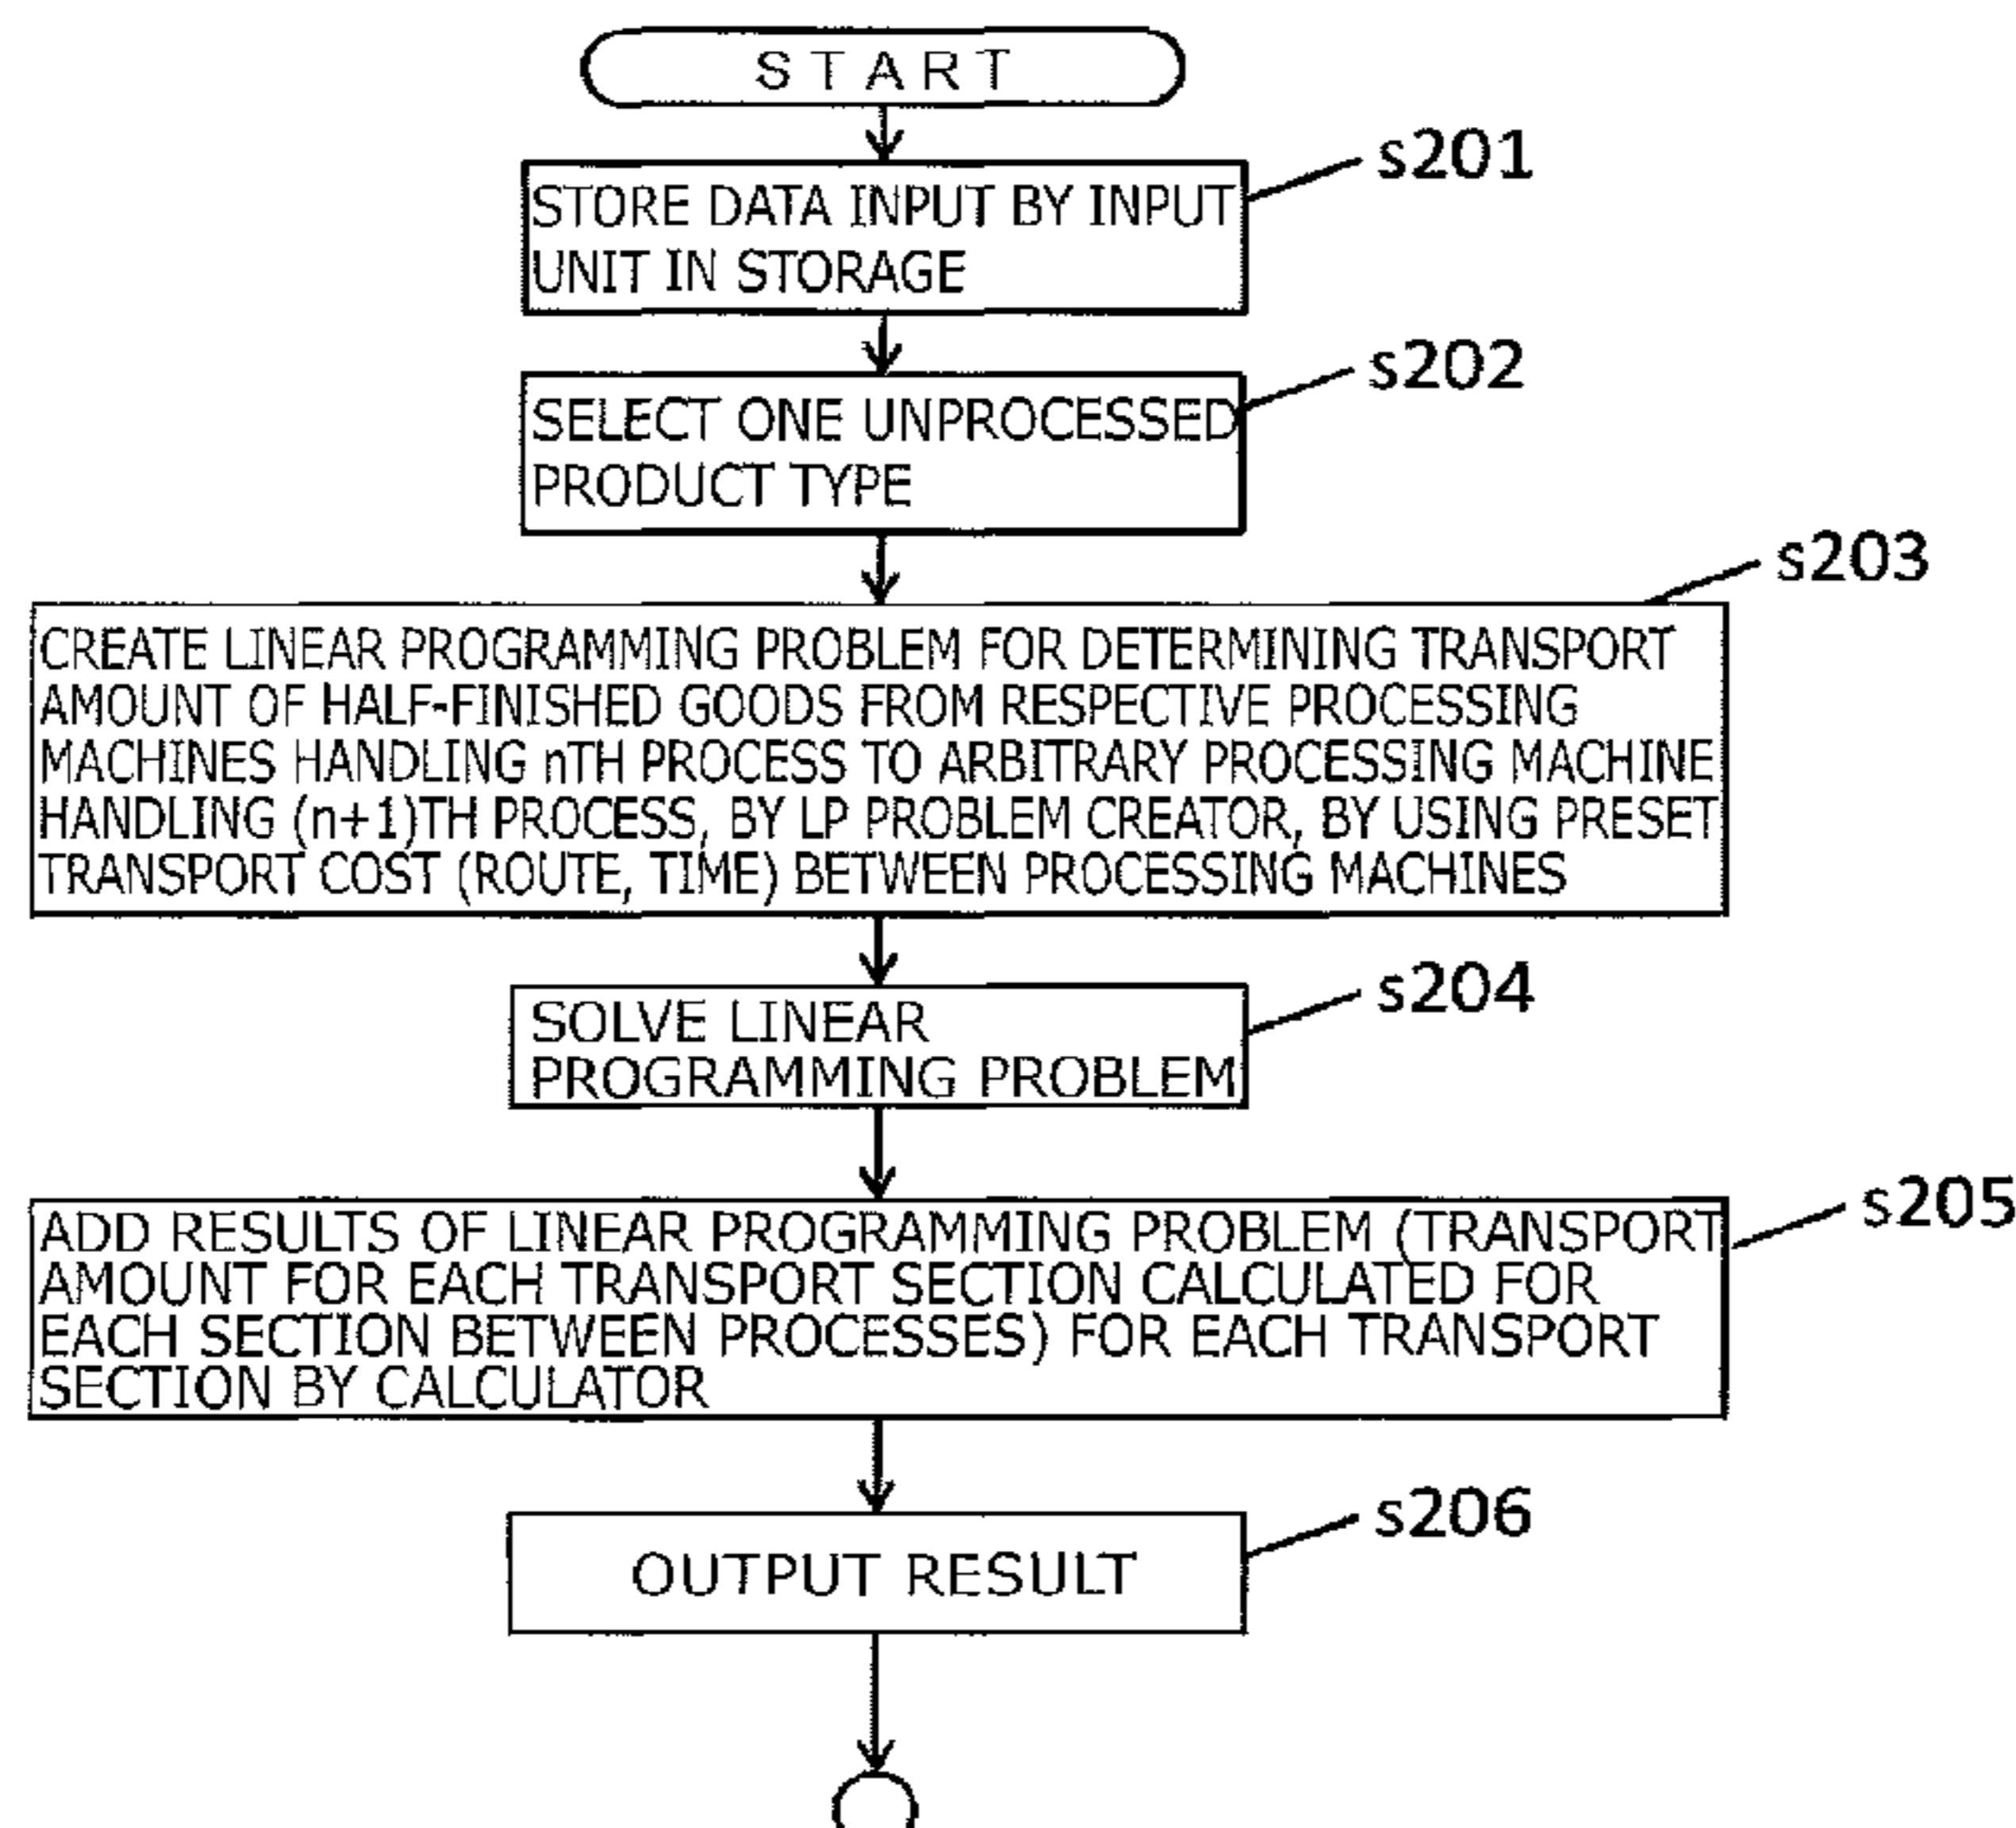 START
s201
STORE DATA INPUT BY INPUT
UNIT IN STORAGE
s202
SELECT ONE UNPROCESSED
PRODUCT TYPE
s203
CREATE LINEAR PROGRAMMING PROBLEM FOR DETERMINING TRANSPORT
AMOUNT OF HALF-FINISHED GOODS FROM RESPECTIVE PROCESSING
MACHINES HANDLING nTH PROCESS TO ARBITRARY PROCESSING MACHINE
HANDLING (n+1)TH PROCESS, BY LP PROBLEM CREATOR, BY USING PRESET
TRANSPORT COST (ROUTE, TIME) BETWEEN PROCESSING MACHINES
s204
SOLVE LINEAR
PROGRAMMING PROBLEM
s205
ADD RESULTS OF LINEAR PROGRAMMING PROBLEM (TRANSPORT
AMOUNT FOR EACH TRANSPORT SECTION CALCULATED FOR
EACH SECTION BETWEEN PROCESSES) FOR EACH TRANSPORT
SECTION BY CALCULATOR
s206
OUTPUT RESULT